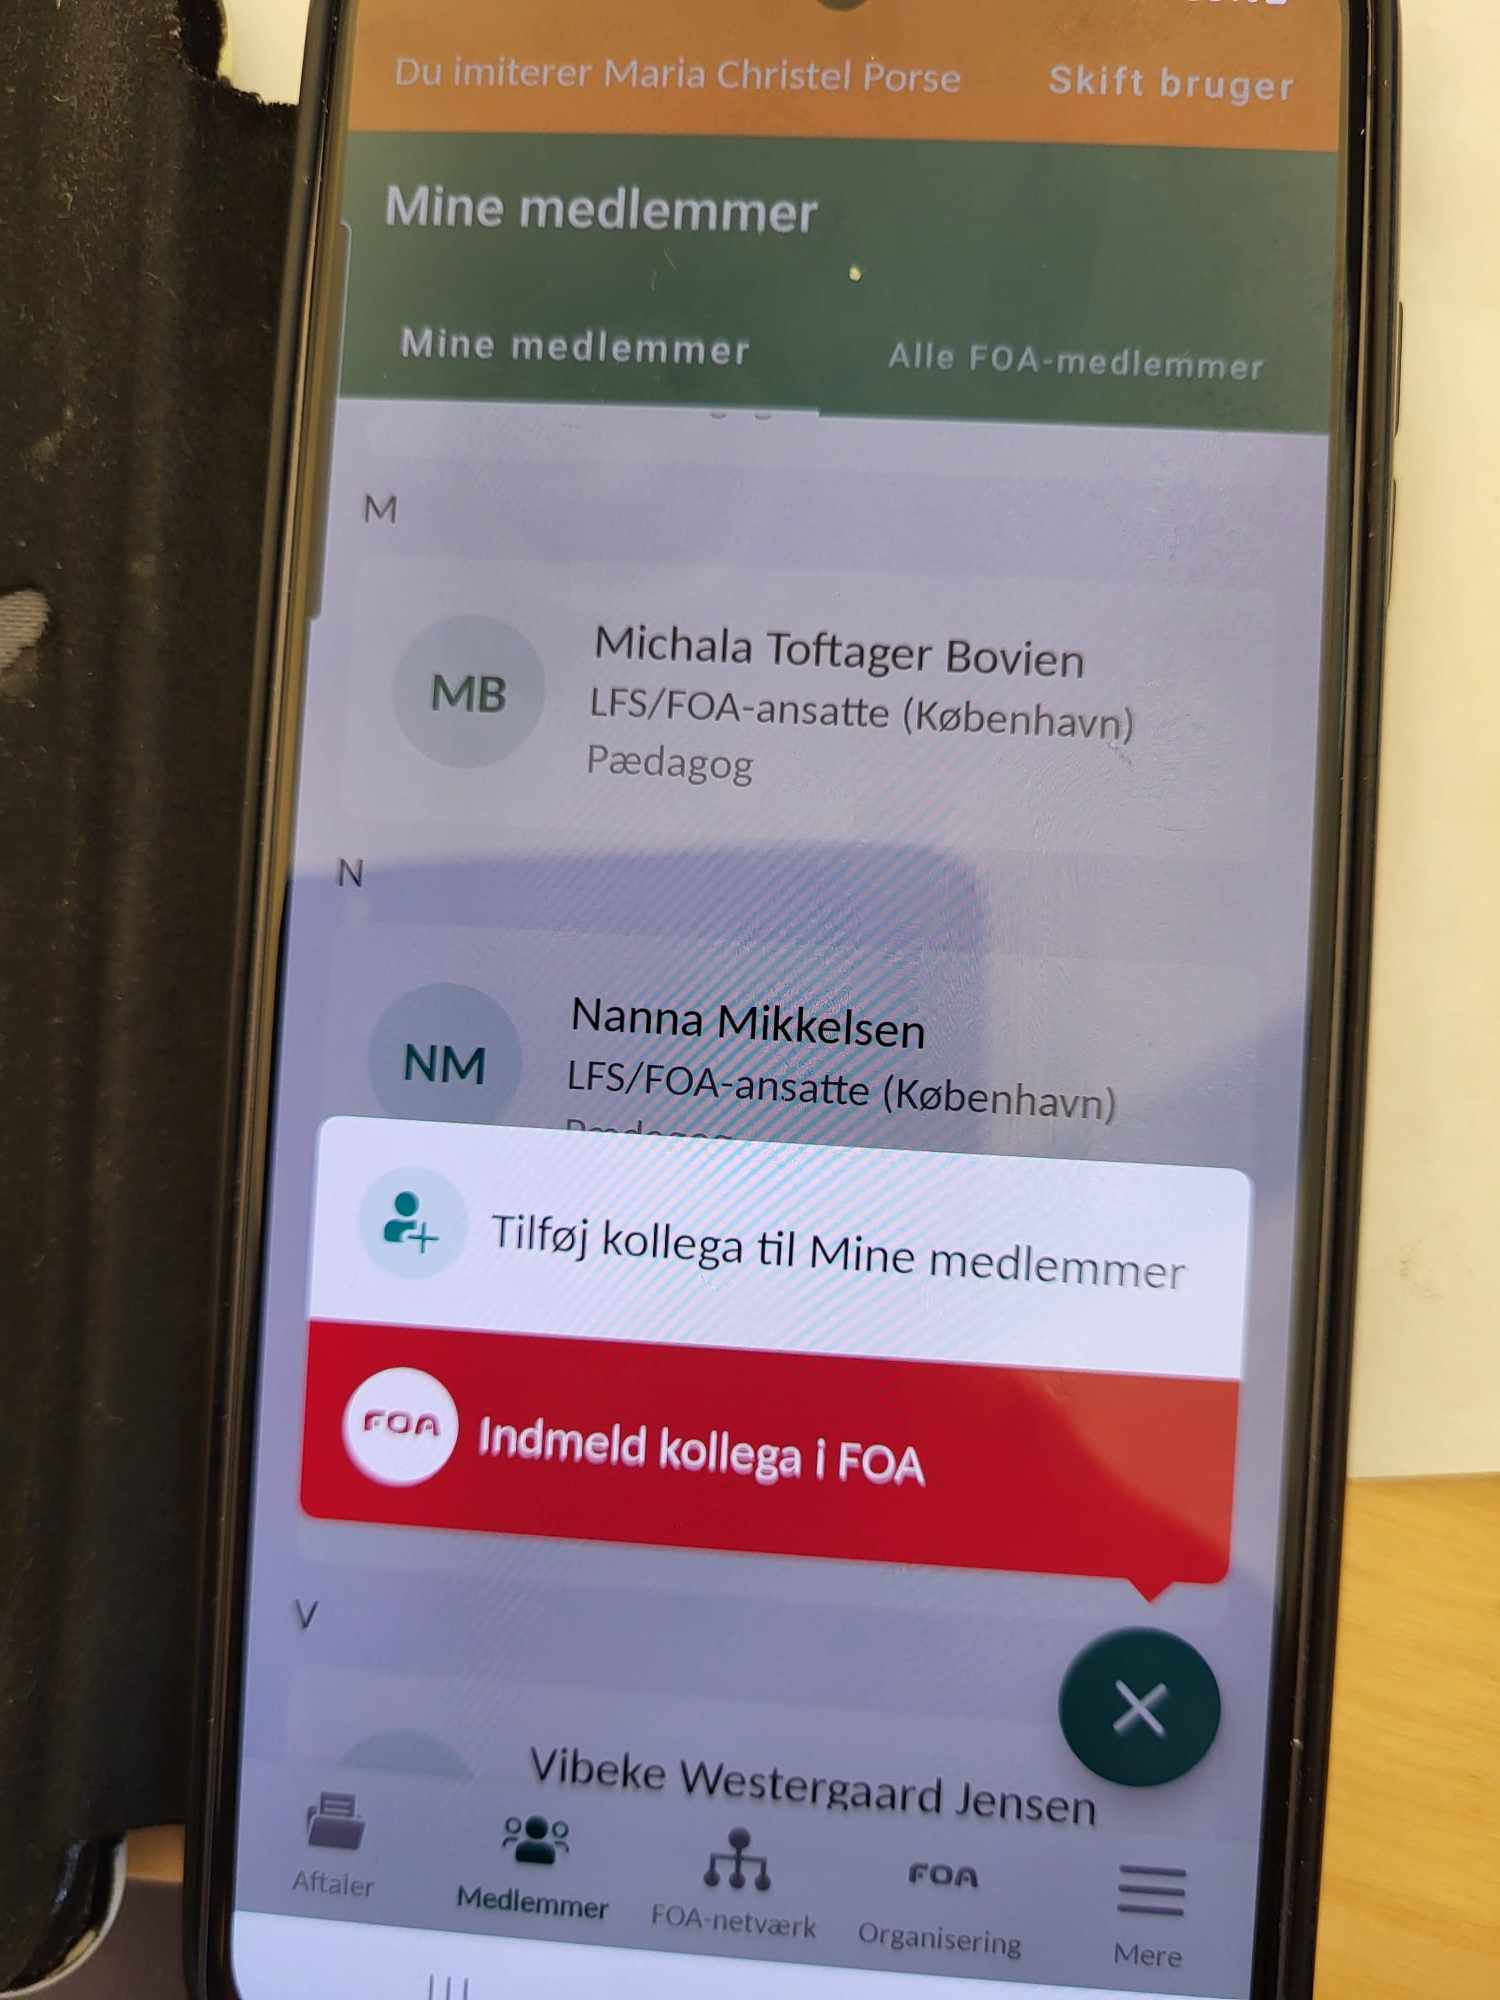 Du imiterer Maria Christel Porse
Skift bruger
Mine medlemmer
Mine medlemmer
Alle FOA-medlemmer
M
MB
Michala Toftager Bovien
LFS/FOA-ansatte (København)
Pædagog
N
NM
Nanna Mikkelsen
LFS/FOA-ansatte (København)
Tilføj kollega til Mine medlemmer
FOA
Indmeld kollega i FOA
V
Vibeke Westergaard Jensen
Aftaler
Medlemmer
FOA-netværk
FOA
Organisering
Mere